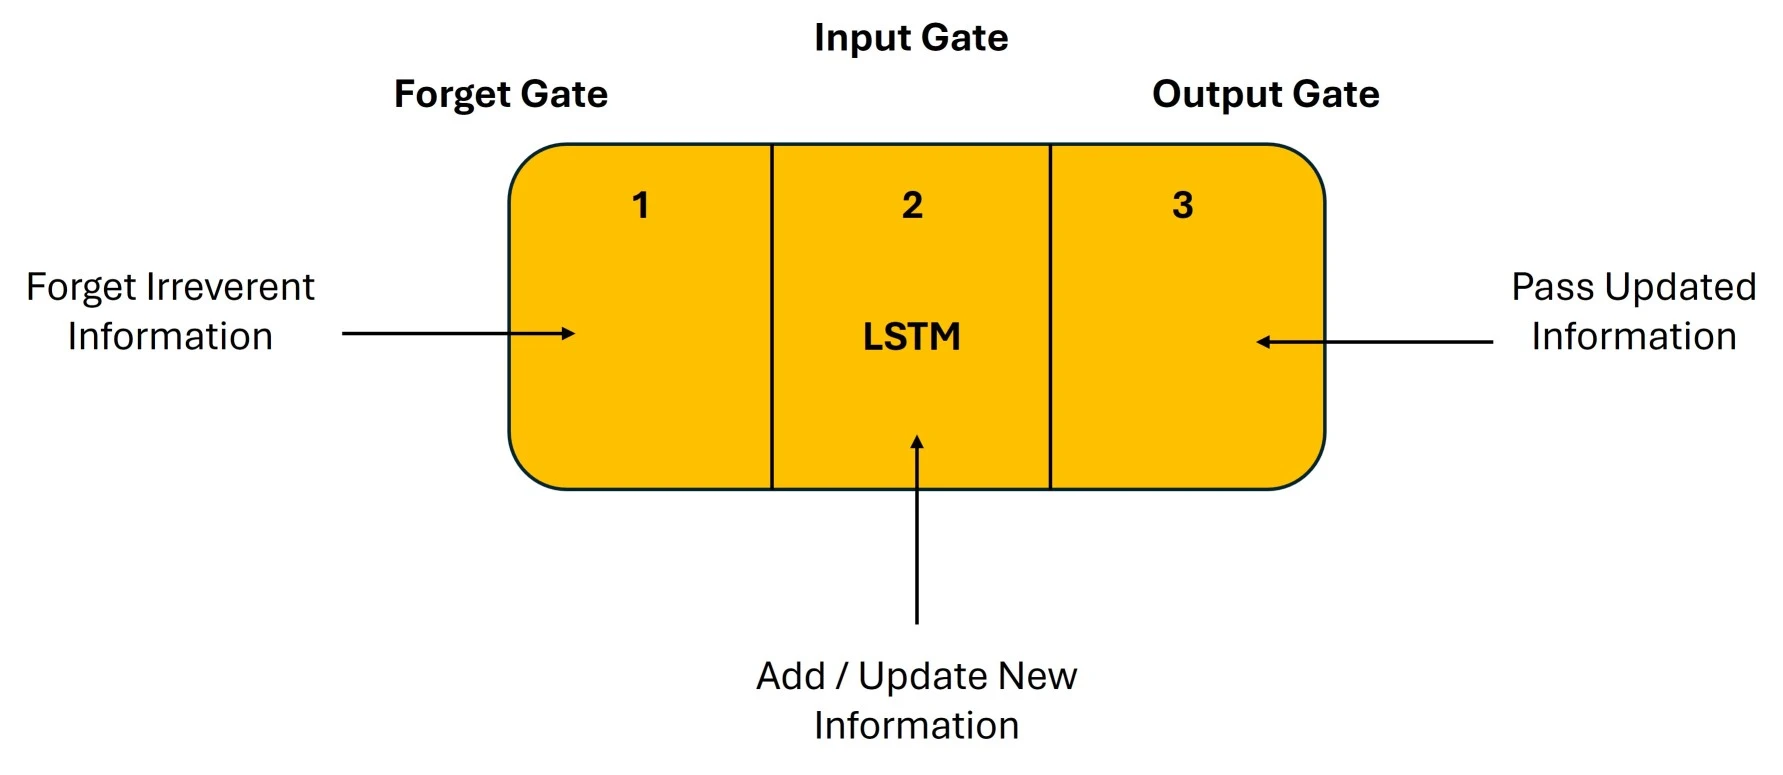 Input Gate
Forget Gate
Output Gate
1
2
3
Forget Irreverent
Information
LSTM
Pass Updated
Information
Add / Update New
Information